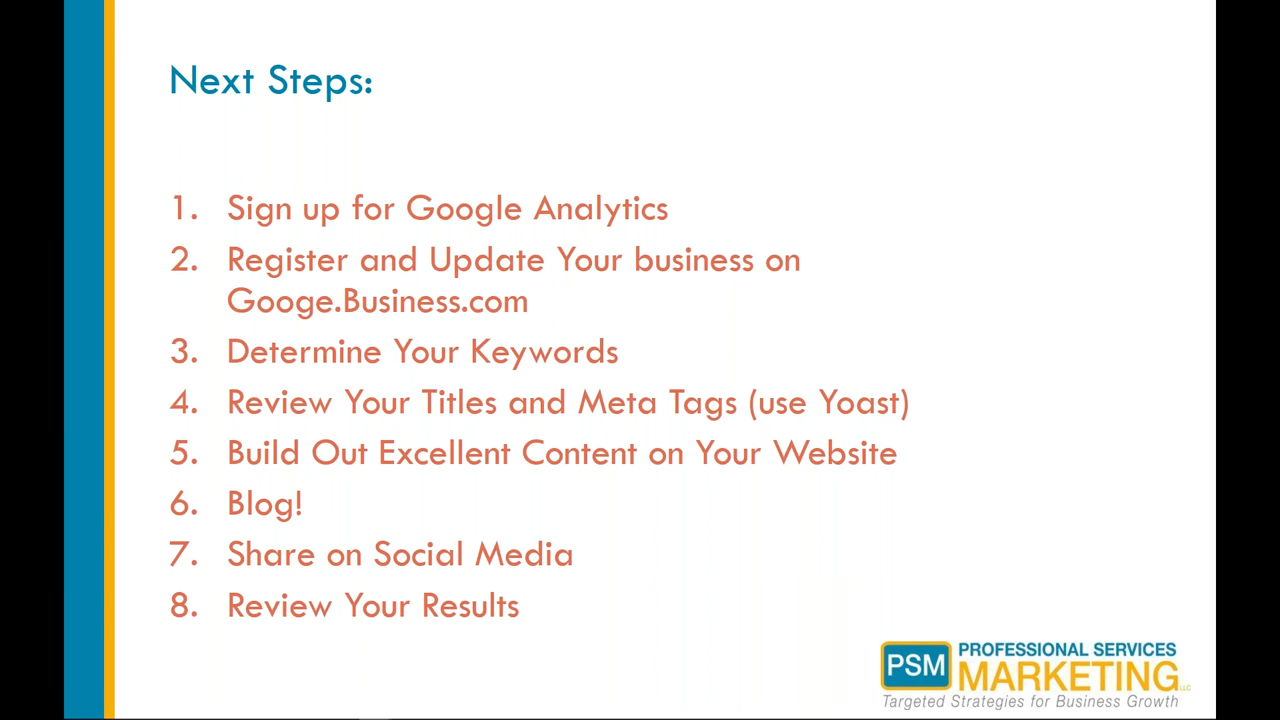 Next Steps:
1. Sign up for Google Analytics
2. Register and Update Your business on
Googe.Business.com
3. Determine Your Keywords
4. Review Your Titles and Meta Tags (use Yoast)
5. Build Out Excellent Content on Your Website
6. Blog!
7. Share on Social Media
8. Review Your Results
PSM
PROFESSIONAL SERVICES
MARKETING LLC
Targeted Strategies for Business Growth